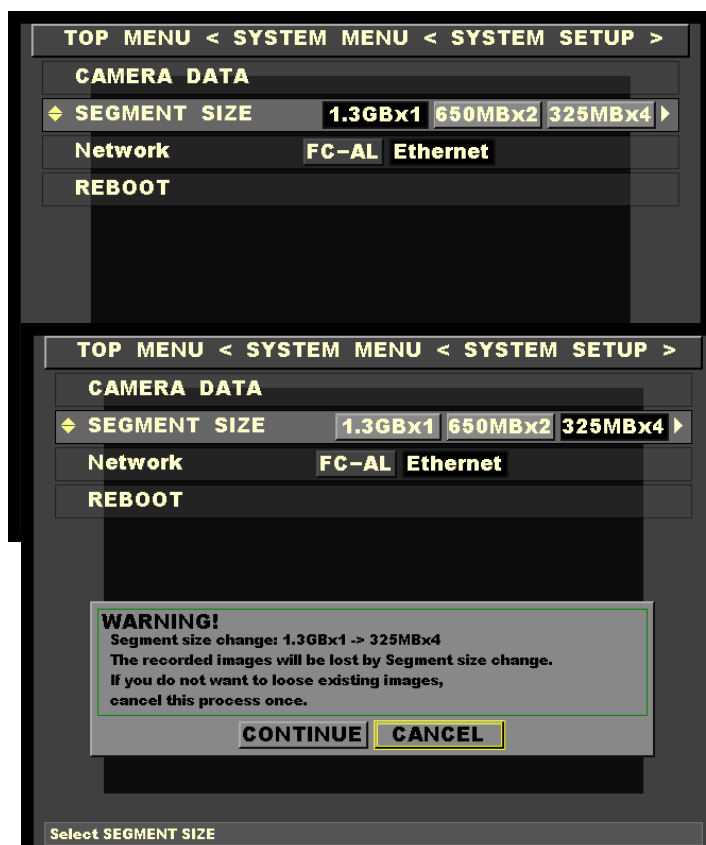 TOP MENU < SYSTEM MENU < SYSTEM SETUP >
CAMERA DATA
SEGMENT SIZE 1.3GBx1 650MBx2 325MBx4
Network FC-AL Ethernet
REBOOT
TOP MENU < SYSTEM MENU < SYSTEM SETUP >
CAMERA DATA
SEGMENT SIZE 1.3GBx1 650MBx2 325MBx4
Network FC-AL Ethernet
REBOOT
WARNING!
Segment size change: 1.3GBx1 -> 325MBx4
The recorded images will be lost by Segment size change.
If you do not want to loose existing images,
cancel this process once.
CONTINUE CANCEL
Select SEGMENT SIZE